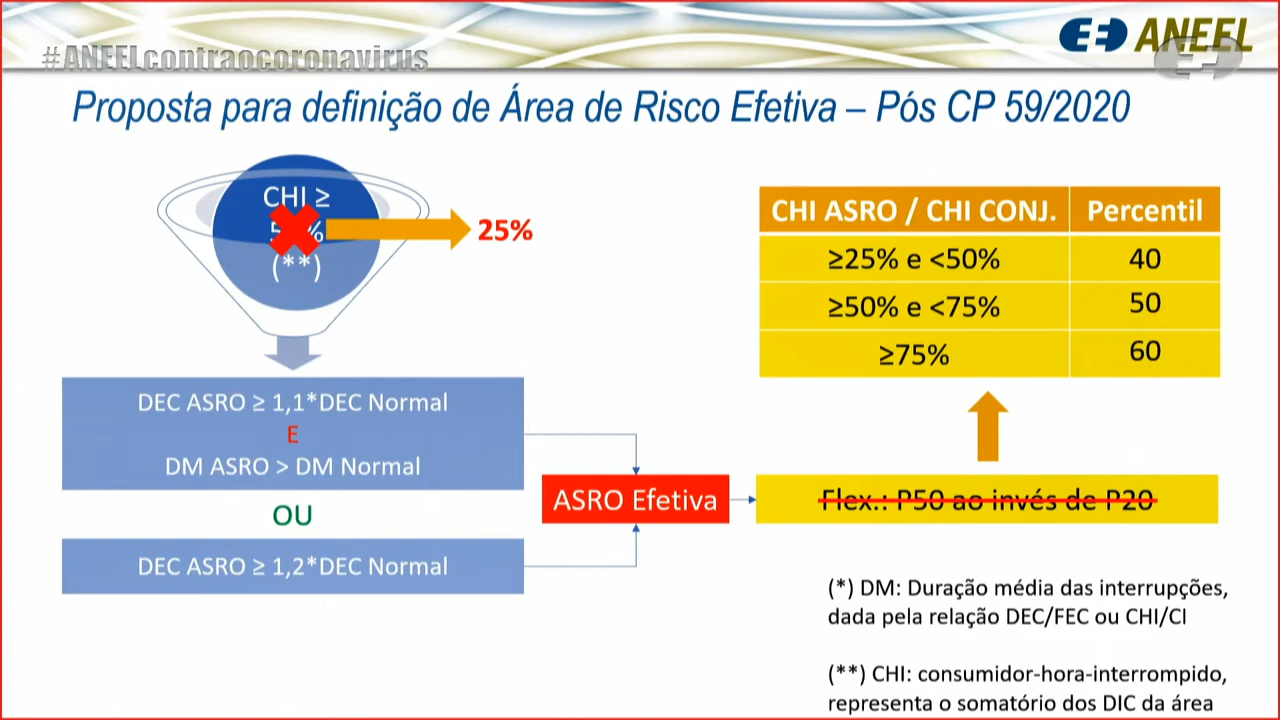 #ANEELcontraocoronavirus
ANEEL
Proposta para definição de Área de Risco Efetiva – Pós CP 59/2020
CHI ≥
(**)
25%
CHI ASRO / CHI CONJ. Percentil
≥25% e <50% 40
≥50% e <75% 50
≥75% 60
DEC ASRO ≥ 1,1*DEC Normal
E
DM ASRO > DM Normal
OU
DEC ASRO ≥ 1,2*DEC Normal
ASRO Efetiva
Flex.: P50 ao invés de P20
(*) DM: Duração média das interrupções,
dada pela relação DEC/FEC ou CHI/CI
(**) CHI: consumidor-hora-interrompido,
representa o somatório dos DIC da área